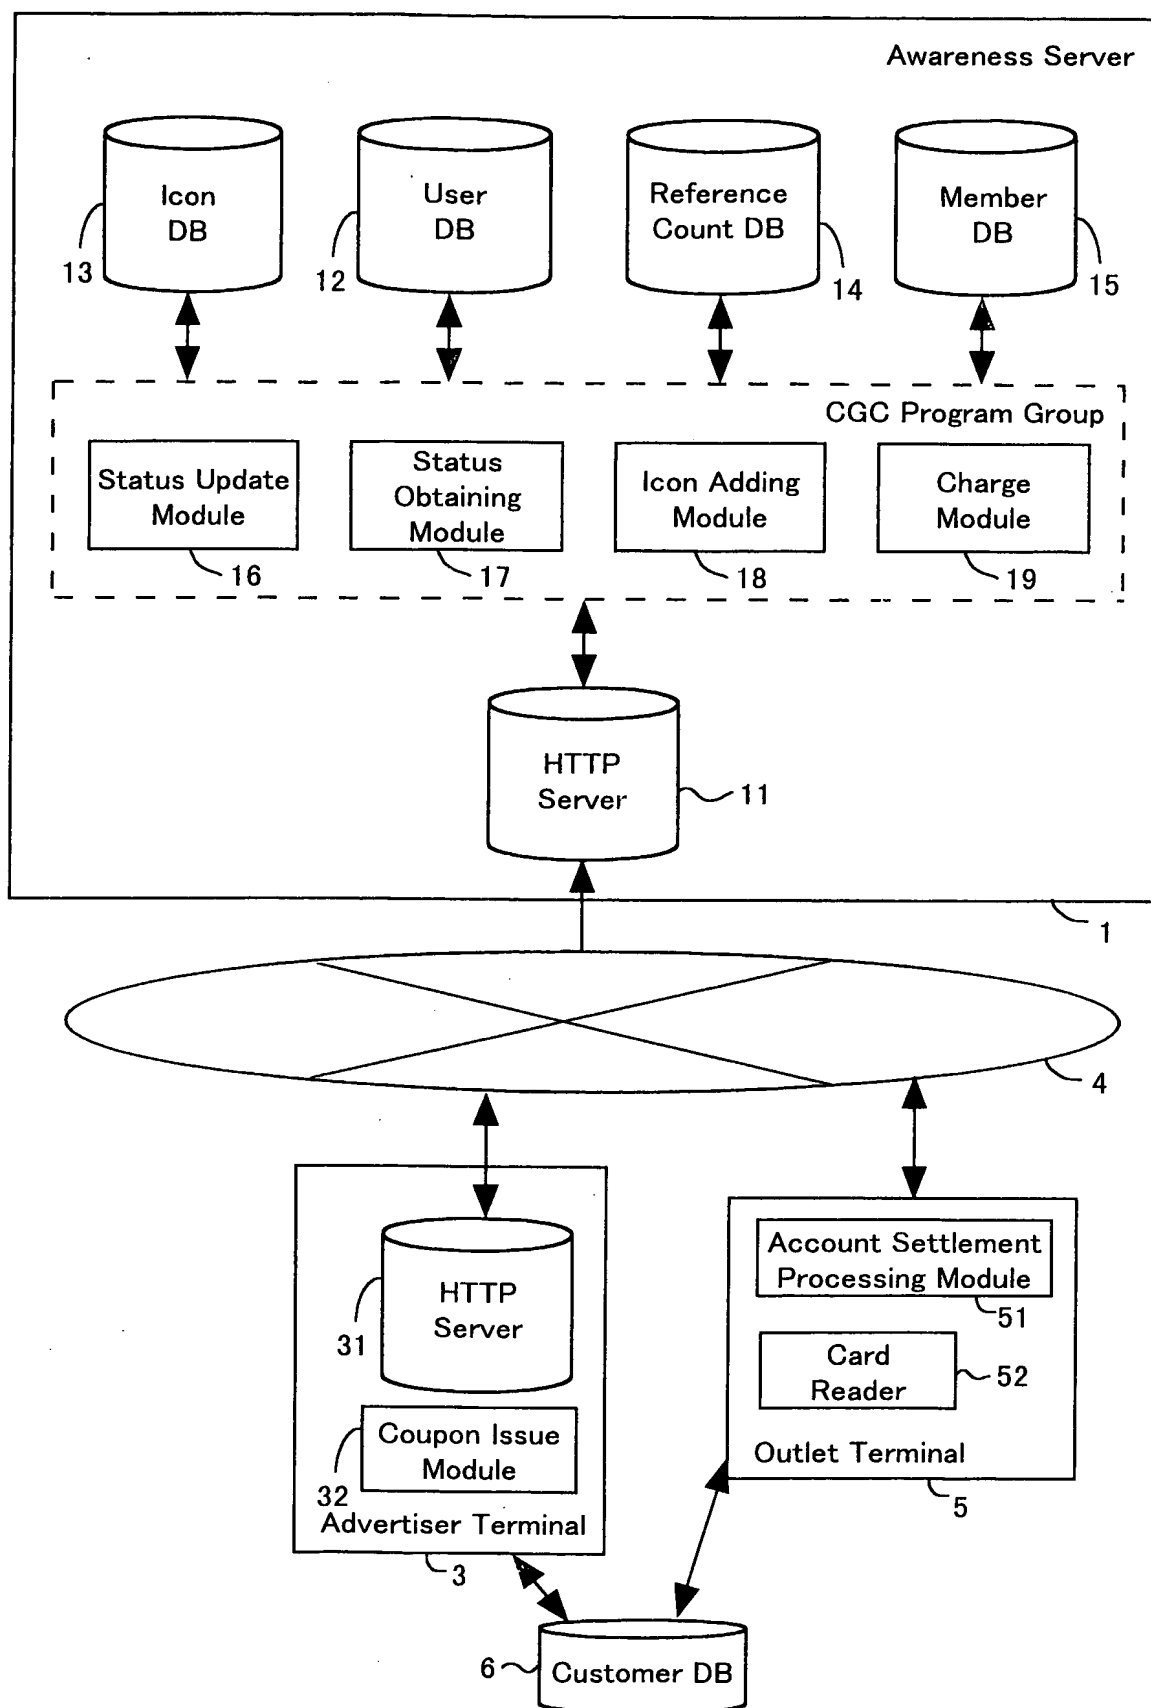 Awareness Server
Icon
DB
User
DB
Reference
Count DB
Member
DB
13
12
14
15
CGC Program Group
Status Update
Module
Status
Obtaining
Module
Icon Adding
Module
Charge
Module
16
17
18
19
HTTP
Server
11
1
4
HTTP
Server
31
Coupon Issue
Module
32
Advertiser Terminal
3
Account Settlement
Processing Module
51
Card
Reader
52
Outlet Terminal
5
6
Customer DB